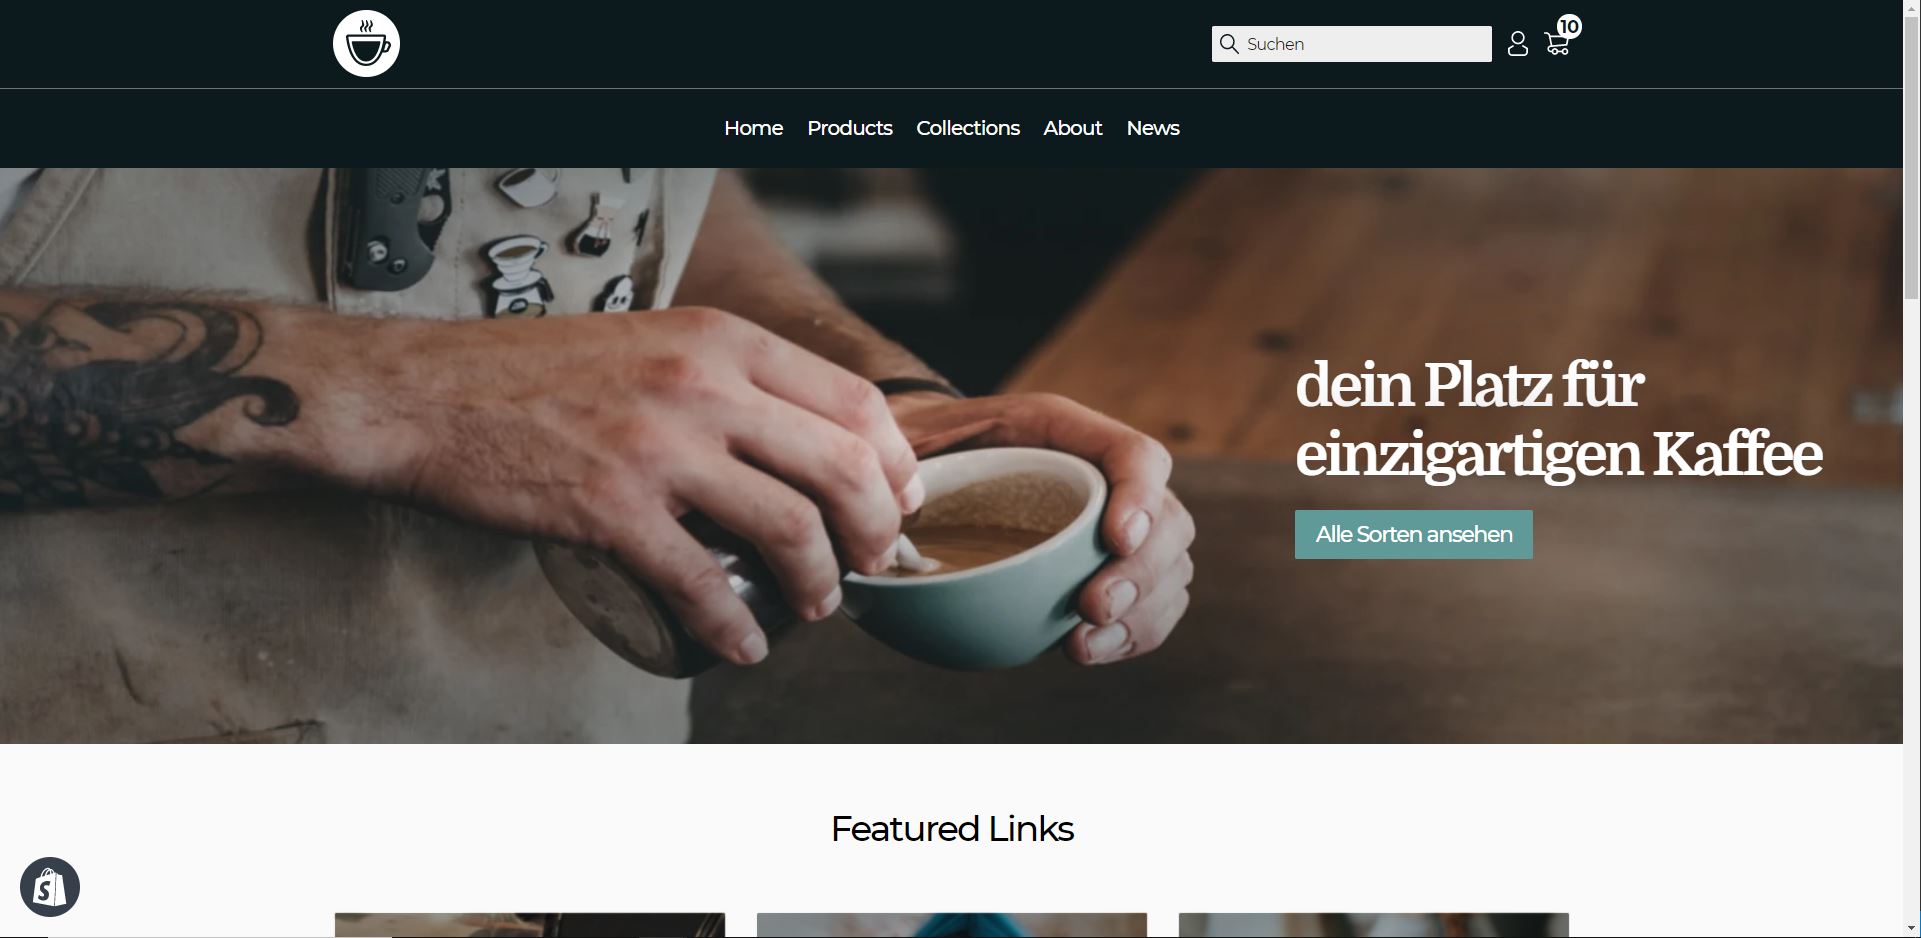 Suchen
10
Home Products Collections About News
dein Platz für
einzigartigen Kaffee
Alle Sorten ansehen
Featured Links
S